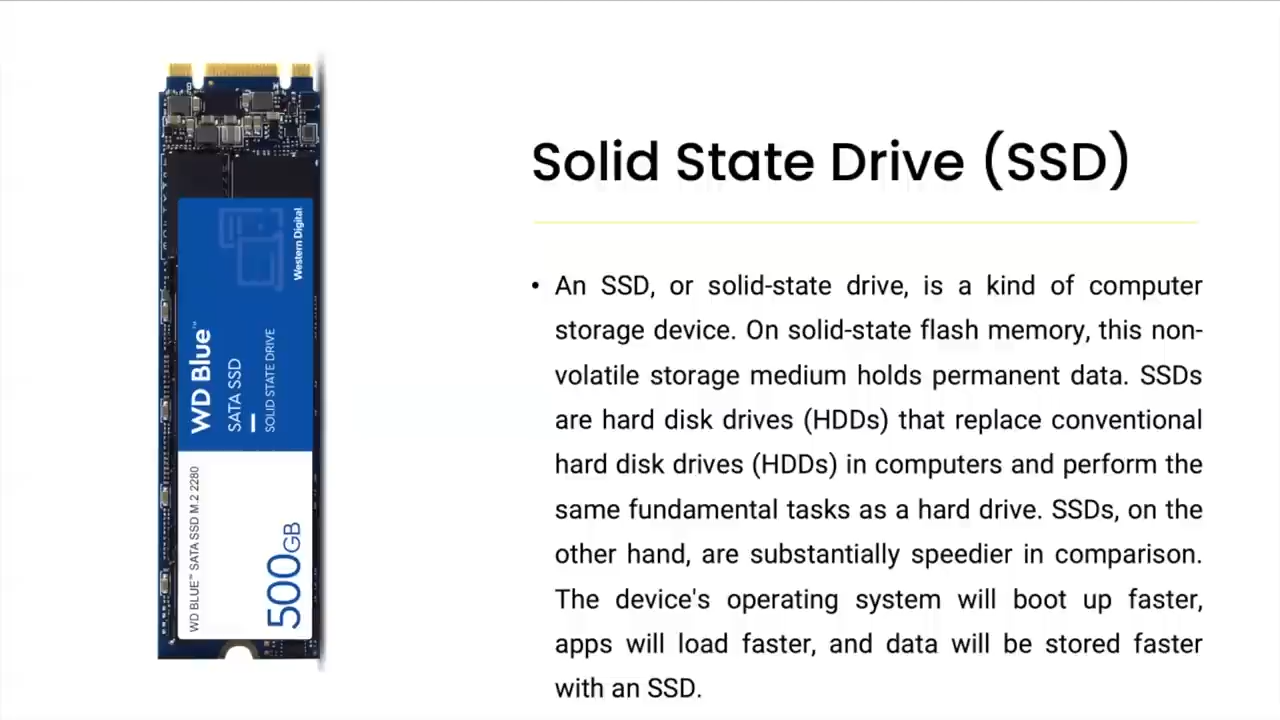 Solid State Drive (SSD)
• An SSD, or solid-state drive, is a kind of computer
storage device. On solid-state flash memory, this non-
volatile storage medium holds permanent data. SSDs
are hard disk drives (HDDs) that replace conventional
hard disk drives (HDDs) in computers and perform the
same fundamental tasks as a hard drive. SSDs, on the
other hand, are substantially speedier in comparison.
The device's operating system will boot up faster,
apps will load faster, and data will be stored faster
with an SSD.
Western Digital
WD Blue™
SATA SSD
SOLID STATE DRIVE
WD BLUE™ SATA SSD M.2 2280
500GB